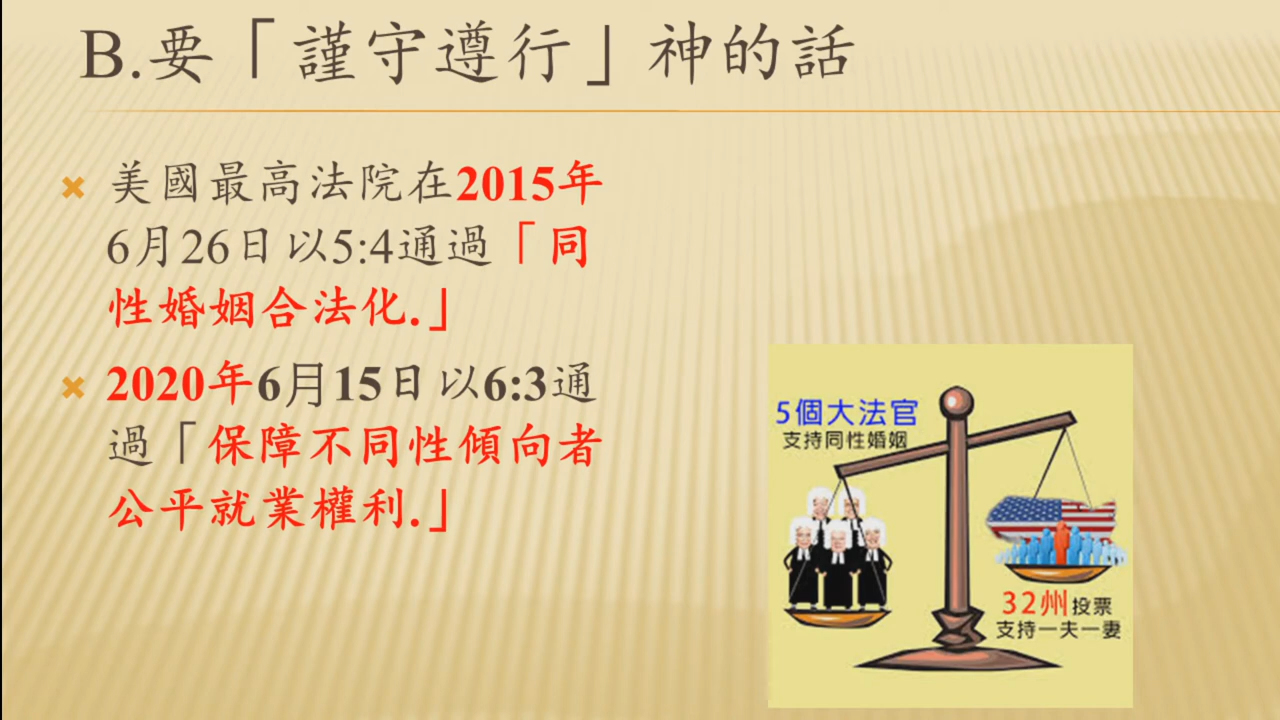 B.要「謹守遵行」神的話
美國最高法院在2015年
6月26日以5:4通過「同
性婚姻合法化.」
2020年6月15日以6:3通
過「保障不同性傾向者
公平就業權利.」
5個大法官
支持同性婚姻
32州投票
支持一夫一妻